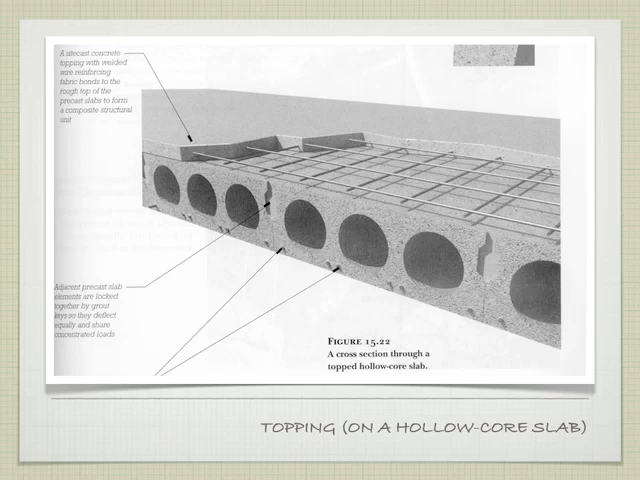 A sitecast concrete
topping with welded
wire reinforcing
fabric bonds to the
rough top of the
precast slabs to form
a composite structural
unit
Adjacent precast slab
elements are locked
together by grout
keys so they deflect
equally and share
concentrated loads
FIGURE 15.22
A cross section through a
topped hollow-core slab.
TOPPING (ON A HOLLOW-CORE SLAB)